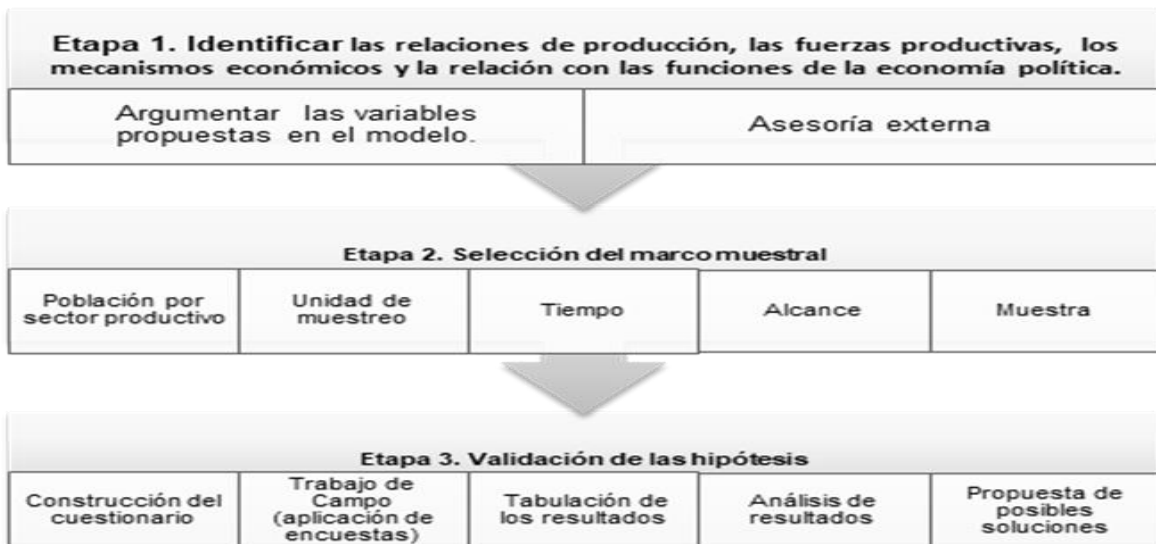 Etapa 1. Identificar las relaciones de producción, las fuerzas productivas, los
mecanismos económicos y la relación con las funciones de la economía política.
Argumentar las variables
propuestas en el modelo.
Asesoría externa
Etapa 2. Selección del marco muestral
Población por
sector productivo
Unidad de
muestreo
Tiempo
Alcance
Muestra
Etapa 3. Validación de las hipótesis
Construcción del
cuestionario
Trabajo de
Campo
(aplicación de
encuestas)
Tabulación de
los resultados
Análisis de
resultados
Propuesta de
posibles
soluciones